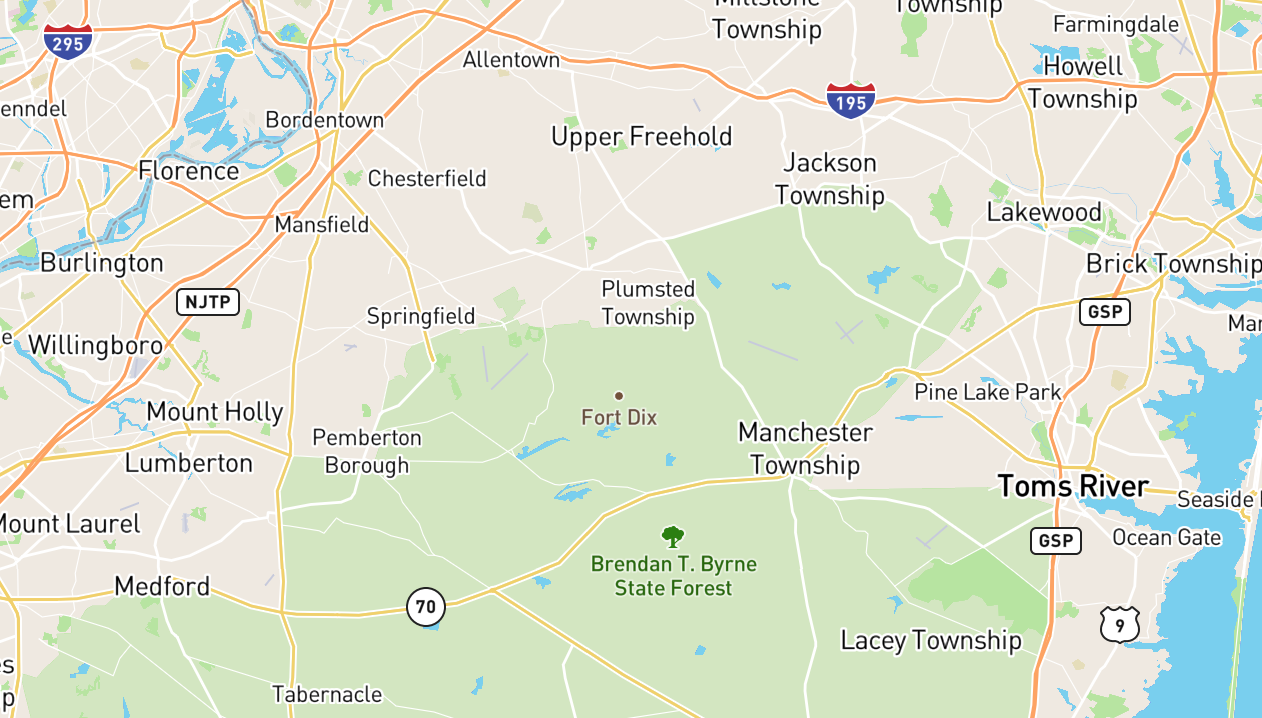 Millstone
Township
Township
Farmingdale
295
Allentown
Howell
Township
195
enndel
Bordentown
Upper Freehold
Jackson
Township
Florence
Chesterfield
em
Mansfield
Lakewood
Burlington
Brick Township
NJTP
Plumsted
Township
GSP
Springfield
Mar
e
Willingboro
Pine Lake Park
Fort Dix
Mount Holly
Pemberton
Borough
Manchester
Township
Lumberton
Toms River
Seaside
Mount Laurel
GSP
Ocean Gate
Brendan T. Byrne
State Forest
Medford
70
9
Lacey Township
es
p
Tabernacle